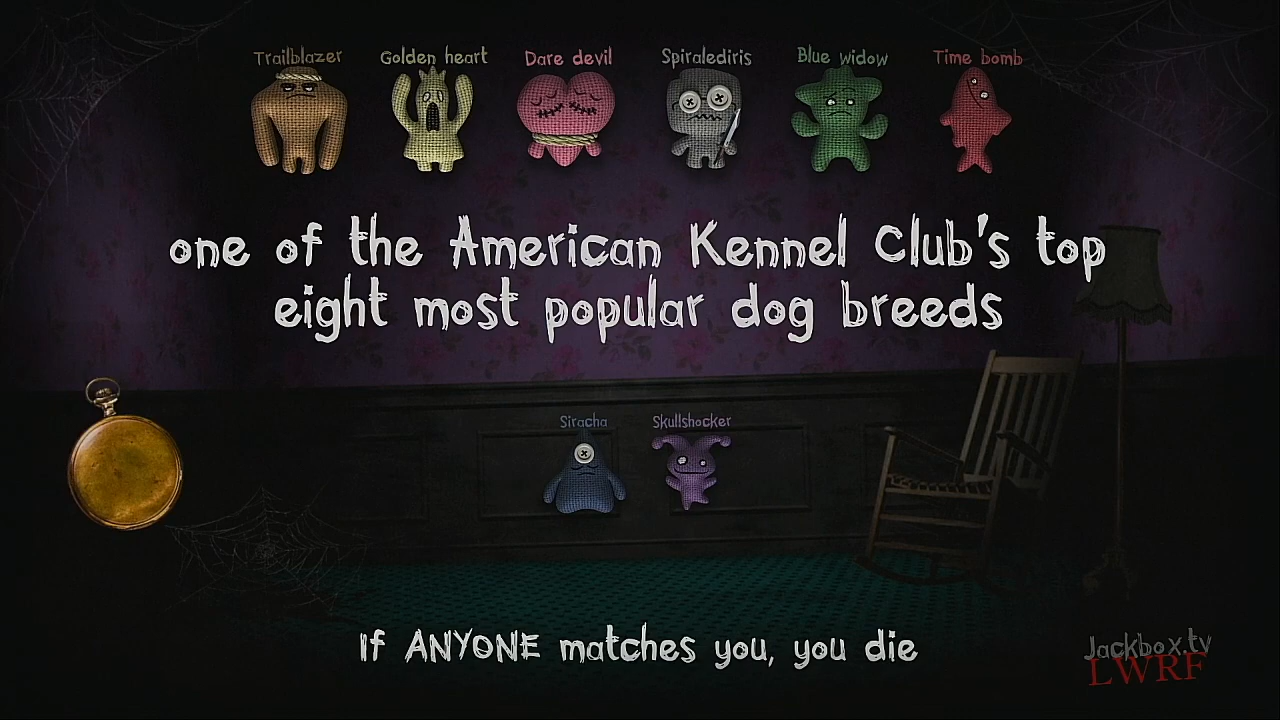 Trailblazer Golden heart Dare devil Spiralediris Blue widow Time bomb
one of the American Kennel Club's top
eight most popular dog breeds
Siracha Skullshocker
If ANYONE matches you, you die
Jackbox.tv
LWRF